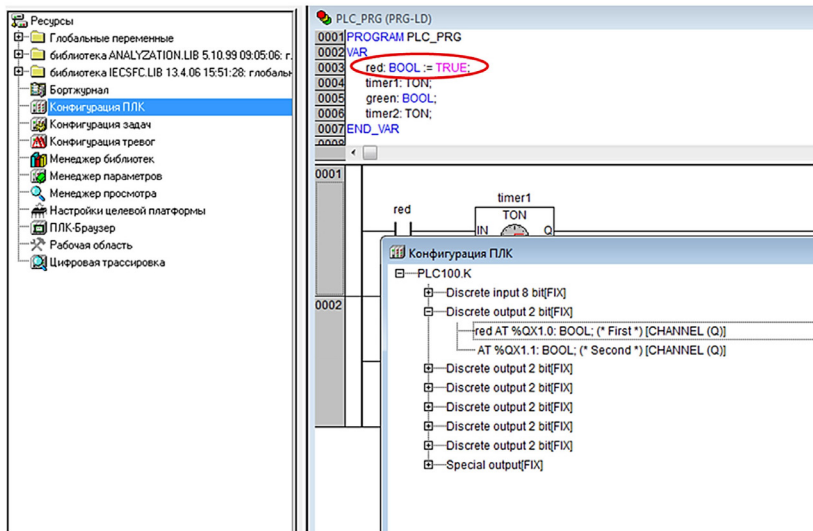 Ресурсы
Глобальные переменные
библиотека ANALYZATION.LIB 5.10.99 09:05:06: г.
библиотека IECSFC.LIB 13.4.06 15:51:28: глобальн
Бортжурнал
Конфигурация ПЛК
Конфигурация задач
Конфигурация тревог
Менеджер библиотек
Менеджер параметров
Менеджер просмотра
Настройки целевой платформы
ПЛК-Браузер
Рабочая область
Цифровая трассировка
PLC_PRG (PRG-LD)
0001 PROGRAM PLC_PRG
0002 VAR
0003 red: BOOL := TRUE;
0004 timer1: TON;
0005 green: BOOL;
0006 timer2: TON;
0007 END_VAR
0008
0001
timer1
red
TON
IN Q
0002
Конфигурация ПЛК
PLC100.K
Discrete input 8 bit[FIX]
Discrete output 2 bit[FIX]
red AT %QX1.0: BOOL; (* First *) [CHANNEL (Q)]
AT %QX1.1: BOOL; (* Second *) [CHANNEL (Q)]
Discrete output 2 bit[FIX]
Discrete output 2 bit[FIX]
Discrete output 2 bit[FIX]
Discrete output 2 bit[FIX]
Discrete output 2 bit[FIX]
Special output[FIX]